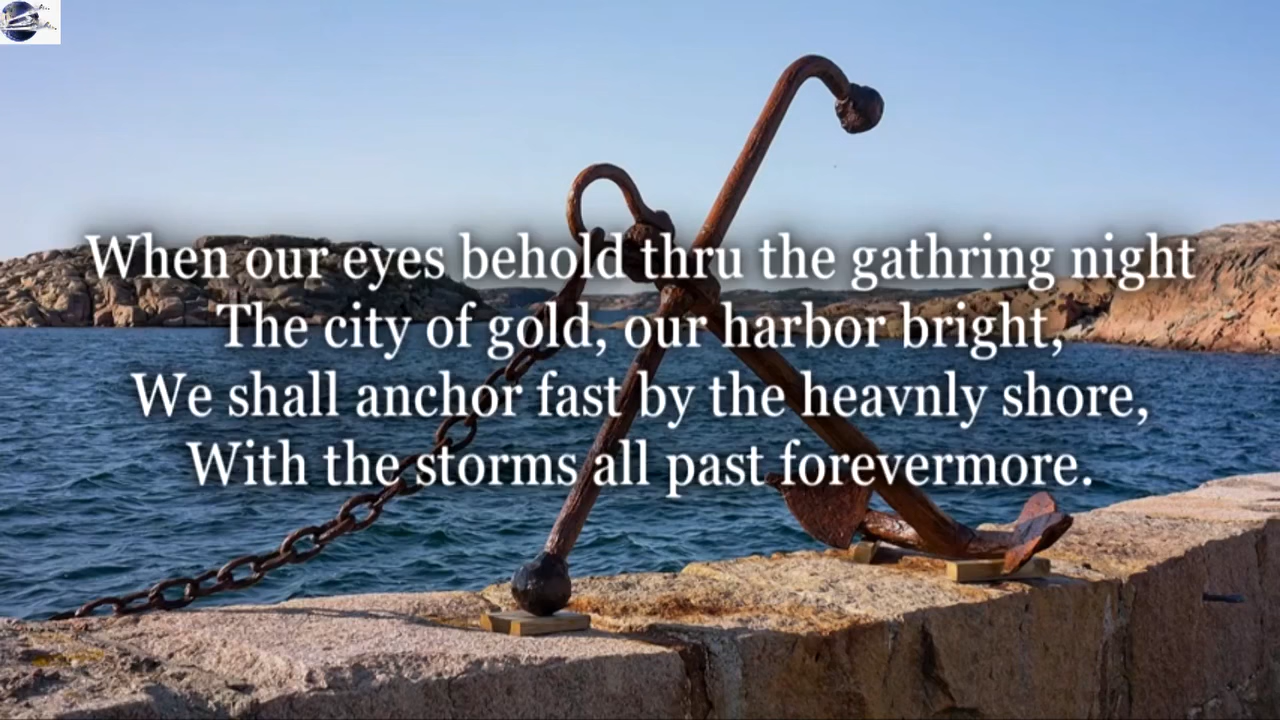 When our eyes behold thru the gathring night
The city of gold, our harbor bright,
We shall anchor fast by the heavnly shore,
With the storms all past forevermore.